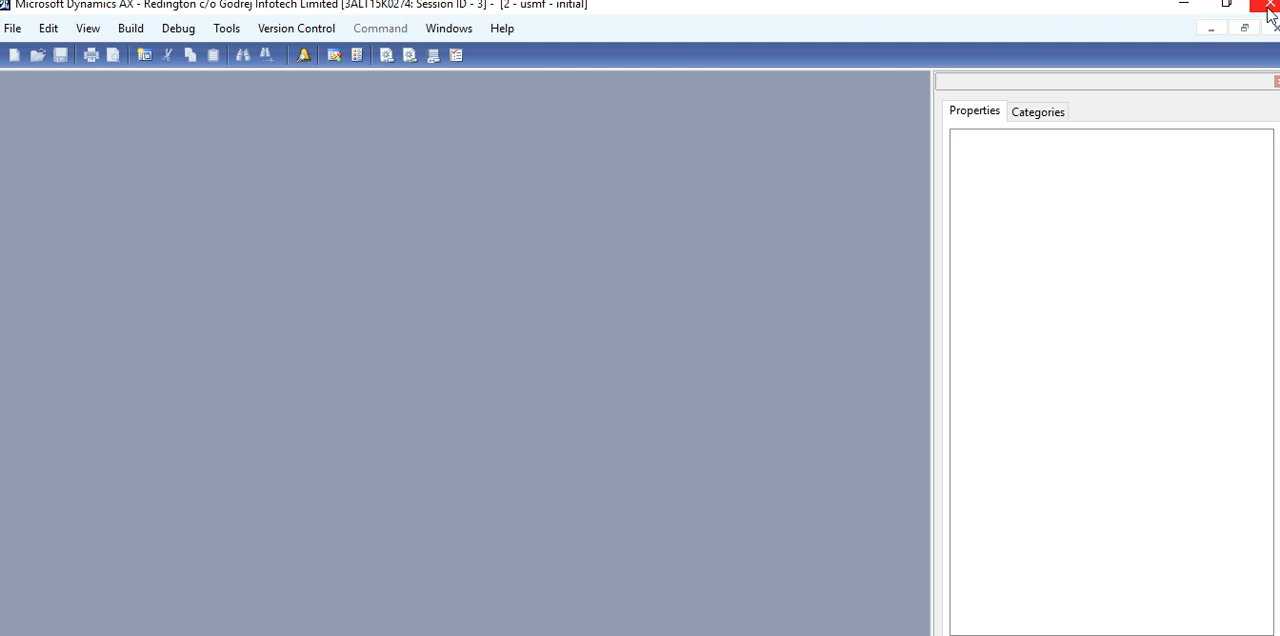 Microsoft Dynamics AX - Redington c/o Godrej Infotech Limited [3ALT15K0274: Session ID - 3] - [2 - usmf - initial]
File Edit View Build Debug Tools Version Control Command Windows Help
Properties Categories